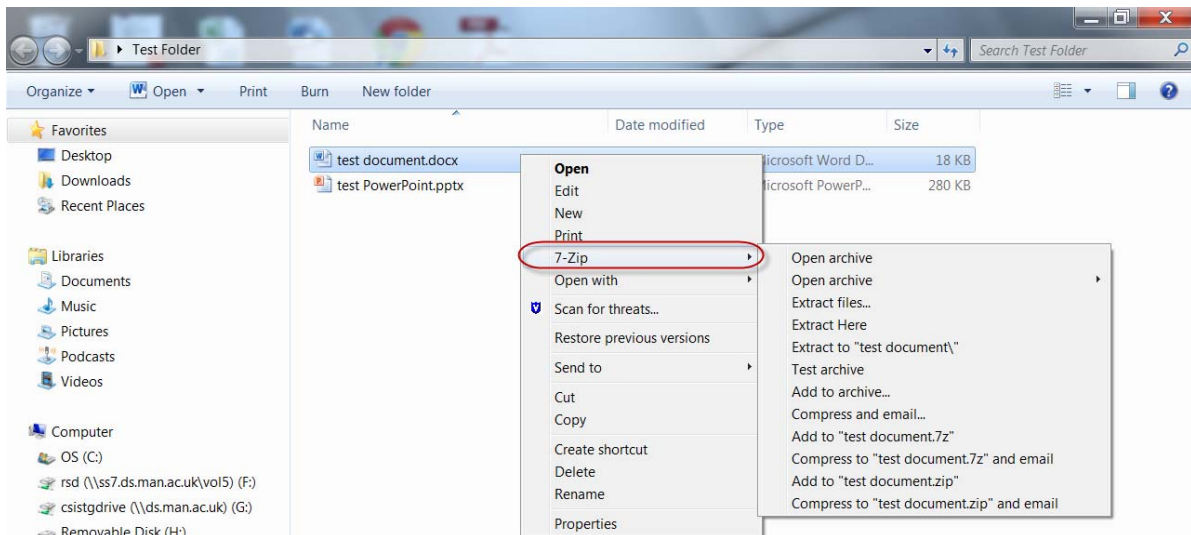 Test Folder
Search Test Folder
Organize Open Print Burn New folder
Name Date modified Type Size
Favorites
Desktop
Downloads
Recent Places
Libraries
Documents
Music
Pictures
Podcasts
Videos
Computer
OS (C:)
rsd (\\ss7.ds.man.ac.uk\vol5) (F:)
csistgdrive (\\ds.man.ac.uk) (G:)
Removable Disk (H:)
test document.docx Microsoft Word D... 18 KB
test PowerPoint.pptx Microsoft PowerP... 280 KB
Open
Edit
New
Print
7-Zip
Open with
Scan for threats...
Restore previous versions
Send to
Cut
Copy
Create shortcut
Delete
Rename
Properties
Open archive
Open archive
Extract files...
Extract Here
Extract to "test document\"
Test archive
Add to archive...
Compress and email...
Add to "test document.7z"
Compress to "test document.7z" and email
Add to "test document.zip"
Compress to "test document.zip" and email